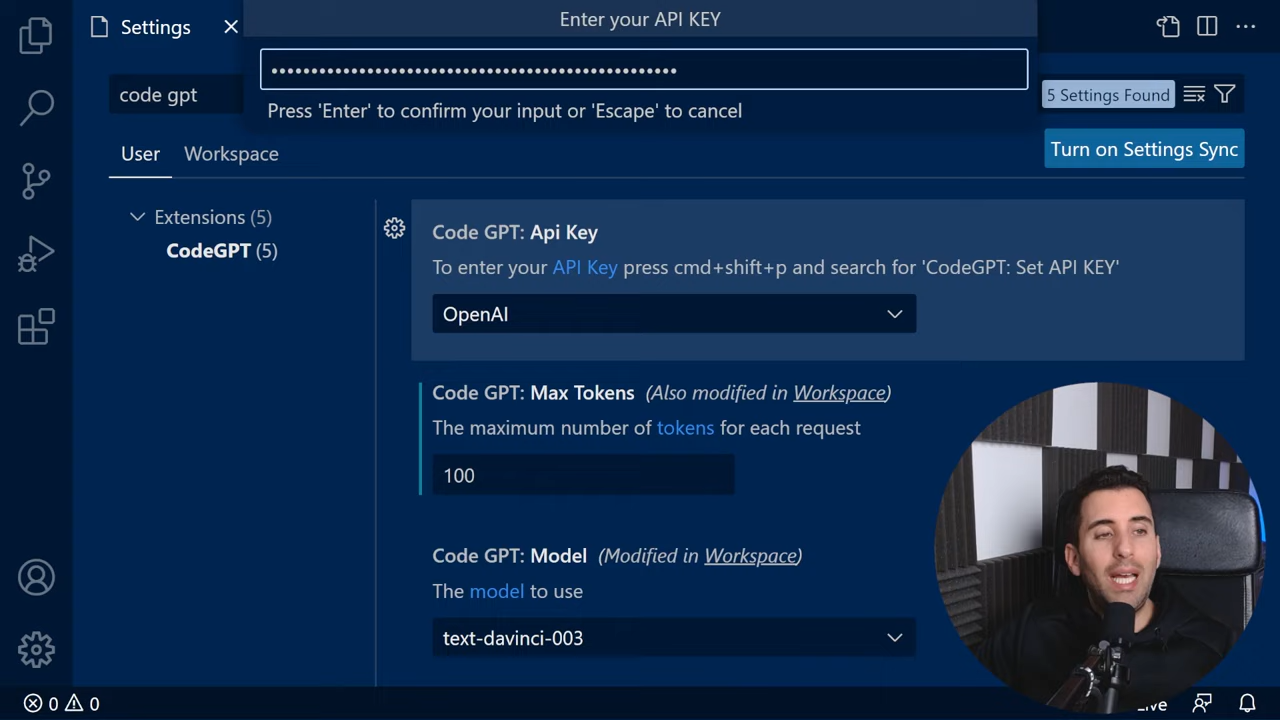 Enter your API KEY
Settings
••••••••••••••••••••••••••••••••••••••••••••••••••••
Press 'Enter' to confirm your input or 'Escape' to cancel
code gpt
5 Settings Found
User
Workspace
Turn on Settings Sync
Extensions (5)
CodeGPT (5)
Code GPT: Api Key
To enter your API Key press cmd+shift+p and search for 'CodeGPT: Set API KEY'
OpenAI
Code GPT: Max Tokens (Also modified in Workspace)
The maximum number of tokens for each request
100
Code GPT: Model (Modified in Workspace)
The model to use
text-davinci-003
0 0
Live